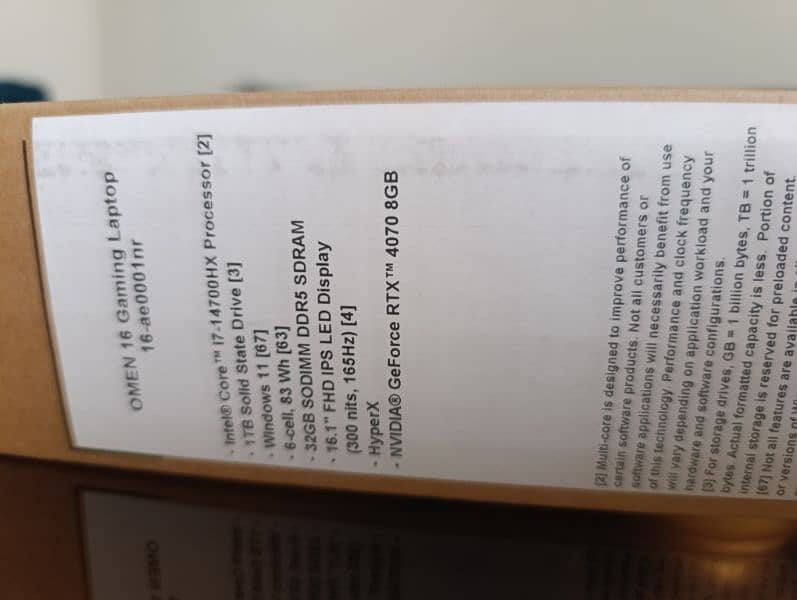 OMEN 16 Gaming Laptop
16-ae0001nr
- Intel® Core™ i7-14700HX Processor [2]
- 1TB Solid State Drive [3]
- Windows 11 [67]
- 6-cell, 83 Wh [63]
- 32GB SODIMM DDR5 SDRAM
- 16.1" FHD IPS LED Display
(300 nits, 165Hz) [4]
- HyperX
- NVIDIA® GeForce RTX™ 4070 8GB
[2] Multi-core is designed to improve performance of
certain software products. Not all customers or
software applications will necessarily benefit from use
of this technology. Performance and clock frequency
will vary depending on application workload and your
hardware and software configurations.
[3] For storage drives, GB = 1 billion bytes, TB = 1 trillion
bytes. Actual formatted capacity is less. Portion of
internal storage is reserved for preloaded content.
[67] Not all features are available in
or versions of